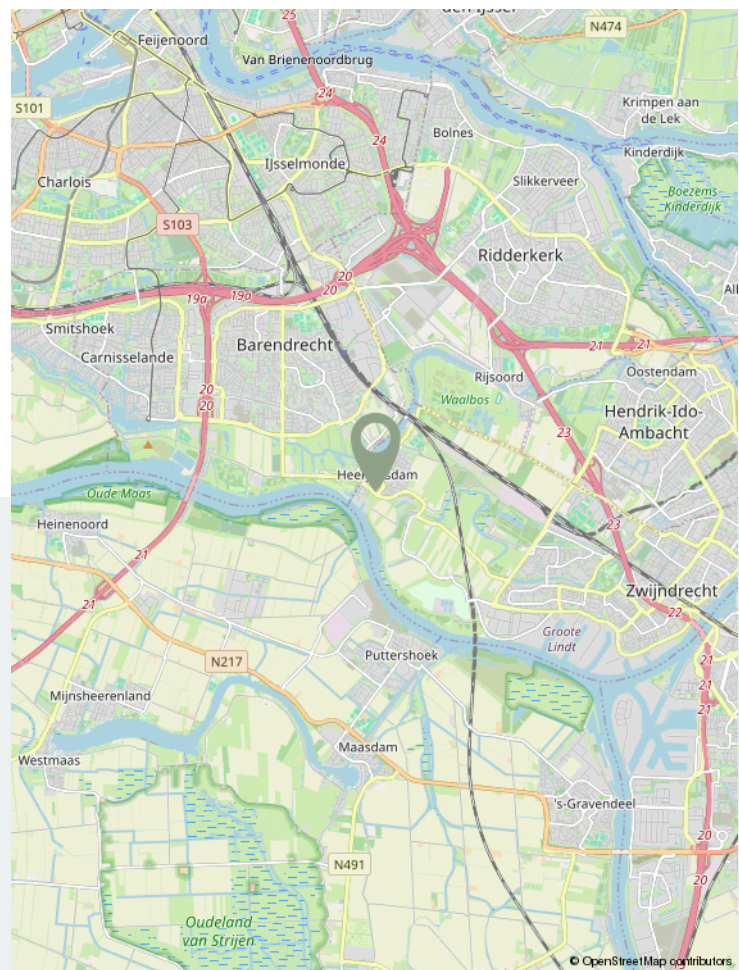 den IJssel
25
N474
Feijenoord
Van Brienenoordbrug
24
S101
Krimpen aan
de Lek
Bolnes
24
Kinderdijk
IJsselmonde
Charlois
Slikkerveer
Boezems
Kinderdijk
S103
Ridderkerk
20
20
19a
19a
Smitshoek
Barendrecht
21
21
Carnisselande
Oostendam
Rijsoord
20
20
Waalbos
Hendrik-Ido-
Ambacht
23
Oude Maas
23
Heinenoord
21
Zwijndrecht
21
22
Groote
Lindt
Puttershoek
N217
21
21
21
Mijnsheerenland
Maasdam
Westmaas
's-Gravendeel
20
N491
20
Oudeland
van Strijen
© OpenStreetMap contributors